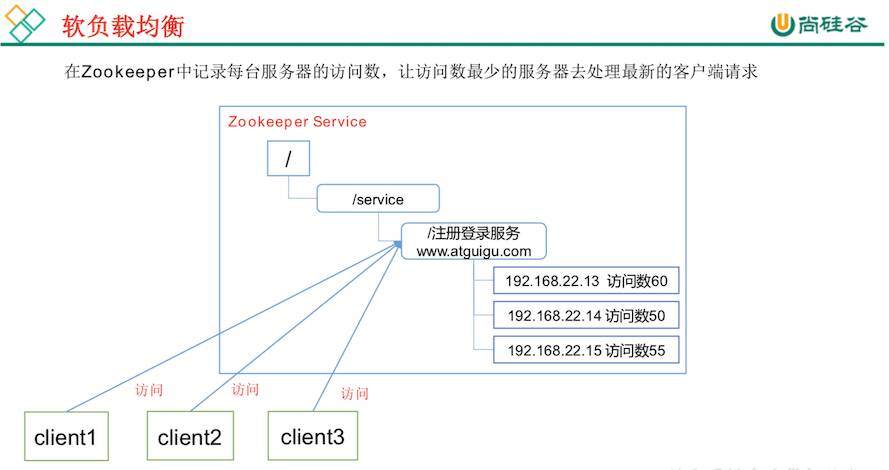 软负载均衡
尚硅谷
在Zookeeper中记录每台服务器的访问数，让访问数最少的服务器去处理最新的客户端请求
Zookeeper Service
/
/service
/注册登录服务
www.atguigu.com
192.168.22.13 访问数60
192.168.22.14 访问数50
192.168.22.15 访问数55
访问
访问
访问
client1
client2
client3